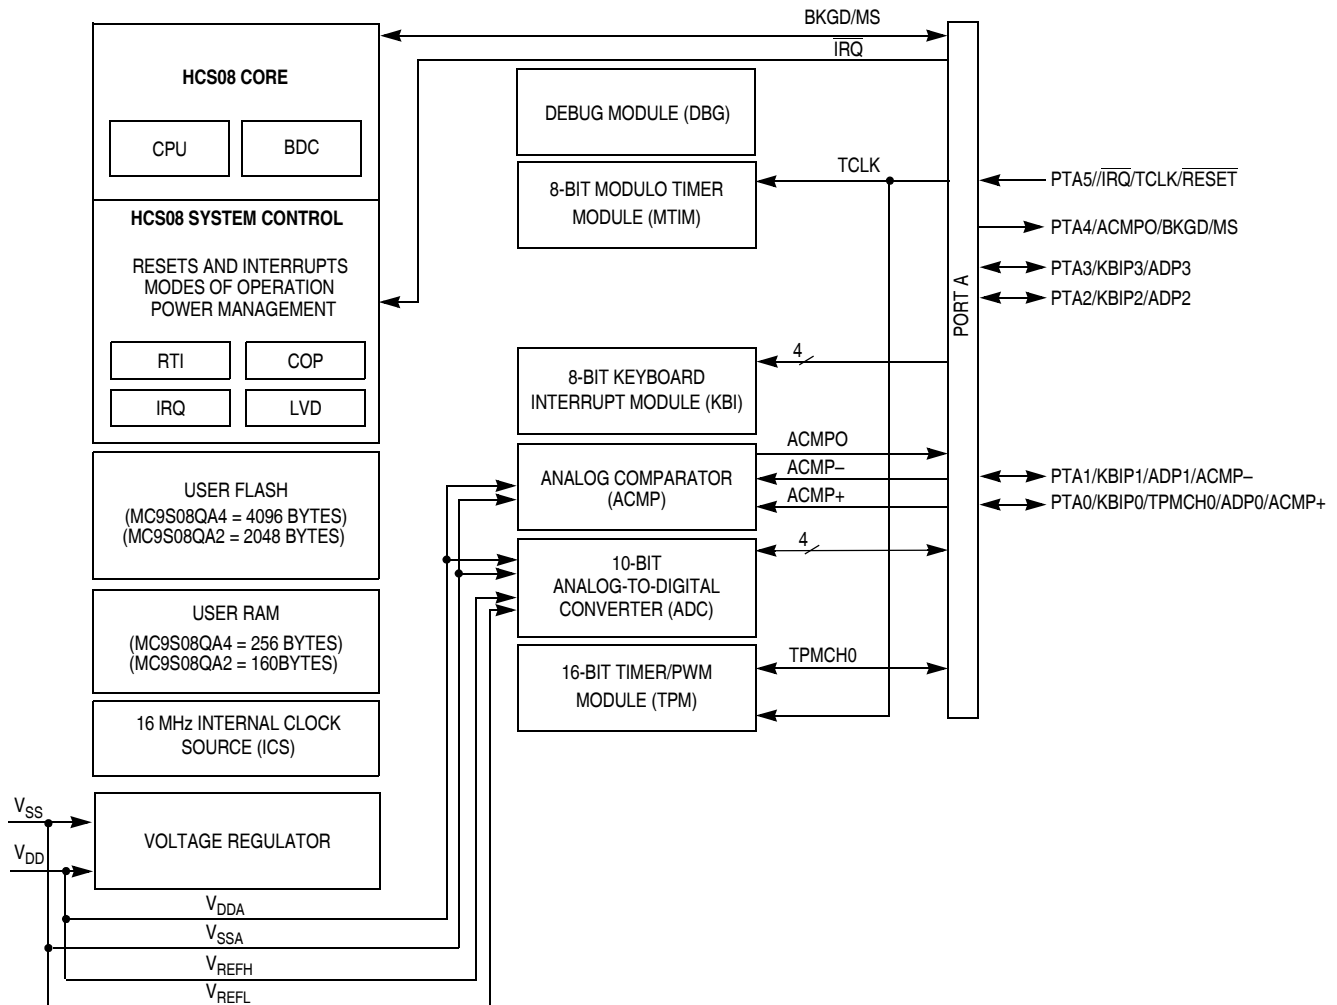 BKGD/MS
IRQ
HCS08 CORE
CPU
BDC
HCS08 SYSTEM CONTROL
RESETS AND INTERRUPTS
MODES OF OPERATION
POWER MANAGEMENT
RTI
COP
IRQ
LVD
USER FLASH
(MC9S08QA4 = 4096 BYTES)
(MC9S08QA2 = 2048 BYTES)
USER RAM
(MC9S08QA4 = 256 BYTES)
(MC9S08QA2 = 160BYTES)
16 MHz INTERNAL CLOCK
SOURCE (ICS)
VOLTAGE REGULATOR
VSS
VDD
VDDA
VSSA
VREFH
VREFL
DEBUG MODULE (DBG)
8-BIT MODULO TIMER
MODULE (MTIM)
TCLK
8-BIT KEYBOARD
INTERRUPT MODULE (KBI)
4
ANALOG COMPARATOR
(ACMP)
ACMPO
ACMP–
ACMP+
10-BIT
ANALOG-TO-DIGITAL
CONVERTER (ADC)
4
16-BIT TIMER/PWM
MODULE (TPM)
TPMCH0
PORT A
PTA5//IRQ/TCLK/RESET
PTA4/ACMPO/BKGD/MS
PTA3/KBIP3/ADP3
PTA2/KBIP2/ADP2
PTA1/KBIP1/ADP1/ACMP–
PTA0/KBIP0/TPMCH0/ADP0/ACMP+